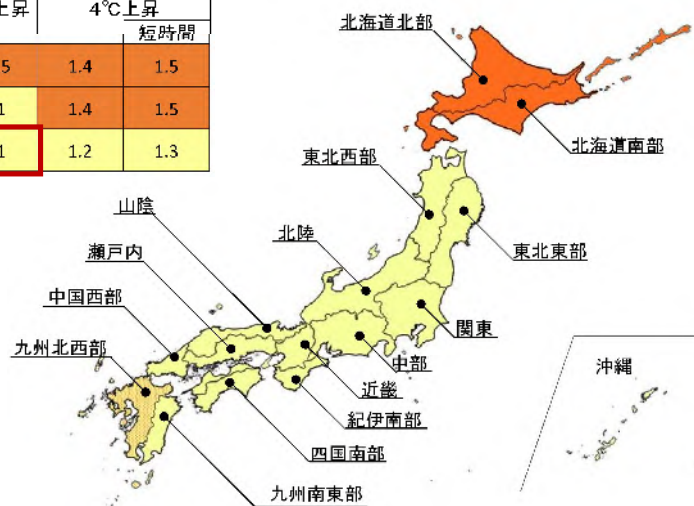 上昇 4℃上昇
短時間
5 1.4 1.5
1 1.4 1.5
1 1.2 1.3
北海道北部
北海道南部
東北西部
山陰
北陸
東北東部
瀬戸内
中国西部
関東
九州北西部
中部
沖縄
近畿
紀伊南部
四国南部
九州南東部